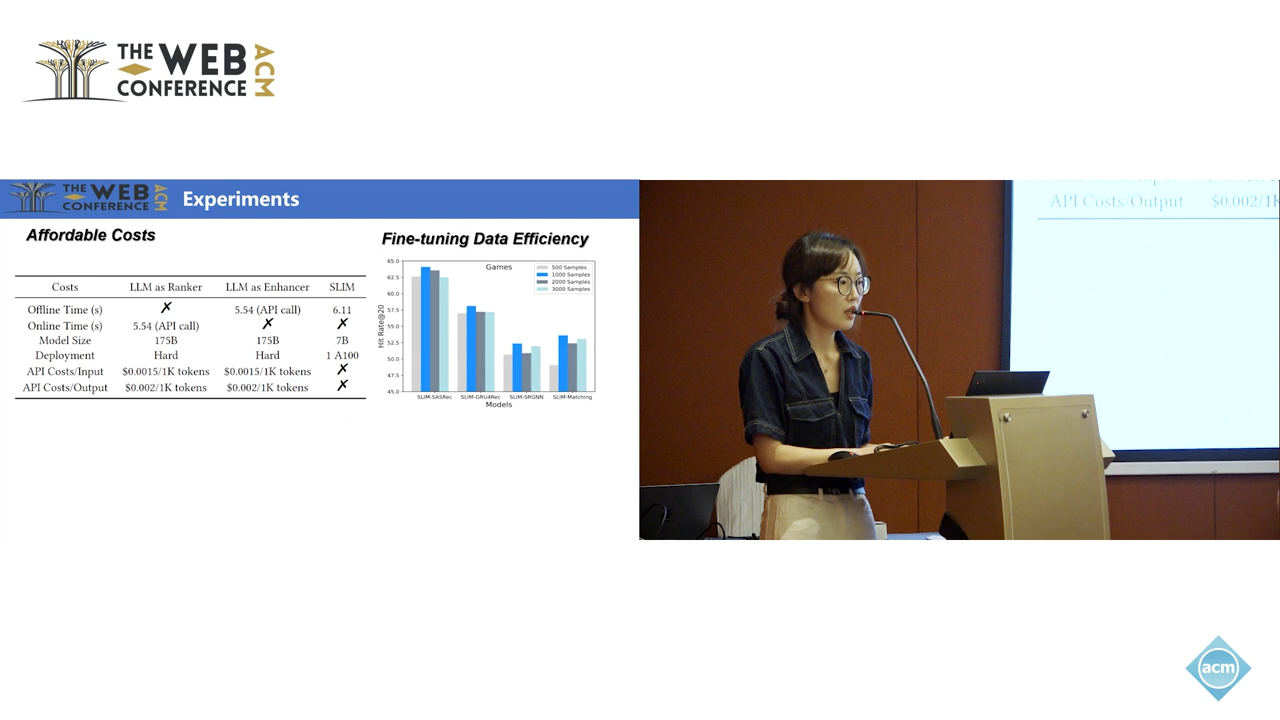 THE WEB CONFERENCE ACM
THE WEB CONFERENCE ACM
Experiments
Affordable Costs
Costs LLM as Ranker LLM as Enhancer SLIM
Offline Time (s) ✗ 5.54 (API call) 6.11
Online Time (s) 5.54 (API call) ✗ ✗
Model Size 175B 175B 7B
Deployment Hard Hard 1 A100
API Costs/Input $0.0015/1K tokens $0.0015/1K tokens ✗
API Costs/Output $0.002/1K tokens $0.002/1K tokens ✗
Fine-tuning Data Efficiency
Games
500 Samples
1000 Samples
2000 Samples
3000 Samples
Hit Rate@20
65.0
62.5
60.0
57.5
55.0
52.5
50.0
47.5
45.0
SLIM-SASRec SLIM-GRU4Rec SLIM-SRGNN SLIM-Matching
Models
API Costs/Output $0.002/1K
acm